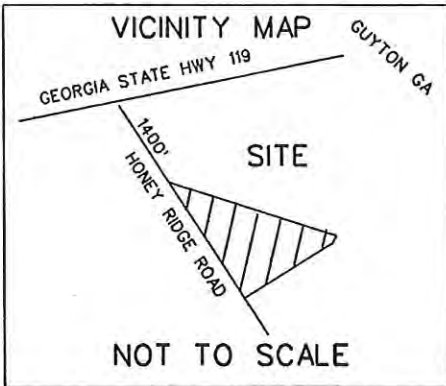 VICINITY MAP
GUYTON GA
GEORGIA STATE HWY 119
1400'
SITE
HONEY RIDGE ROAD
NOT TO SCALE